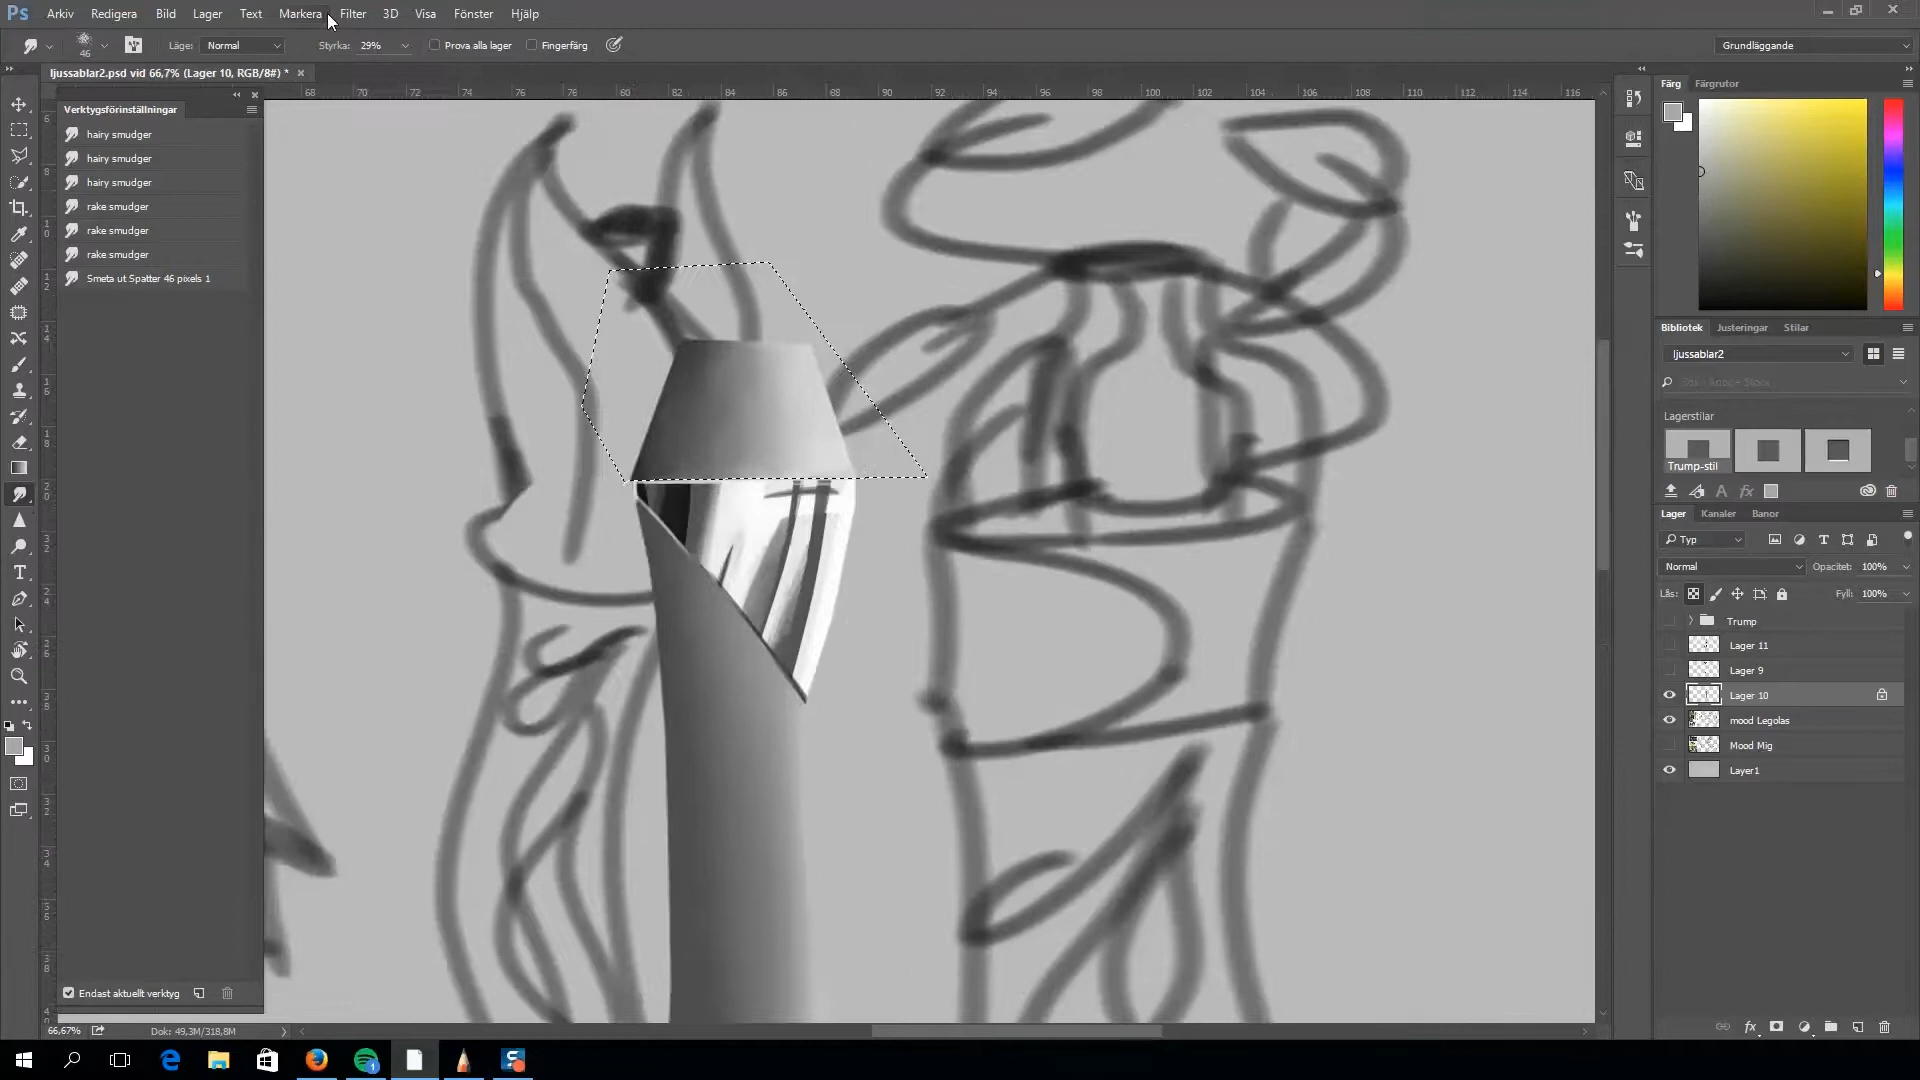 Ps Arkiv Redigera Bild Lager Text Markera Filter 3D Visa Fönster Hjälp
46 Läge: Normal Styrka: 29% Prova alla lager Fingerfärg Grundläggande
ljussablar2.psd vid 66,7% (Lager 10, RGB/8#) * ×
Färg Färgrutor
Verktygsförinställningar
hairy smudger
hairy smudger
hairy smudger
rake smudger
rake smudger
rake smudger
Smeta ut Spatter 46 pixels 1
Bibliotek Justeringar Stilar
ljussablar2
Lagerstilar
Trump-stil
Lager Kanaler Banor
Typ
Normal Opacitet: 100%
Lås: Fyll: 100%
Trump
Lager 11
Lager 9
Lager 10
mood Legolas
Mood Mig
Layer1
Endast aktuellt verktyg
66,67% Dok: 49,3M/318,8M